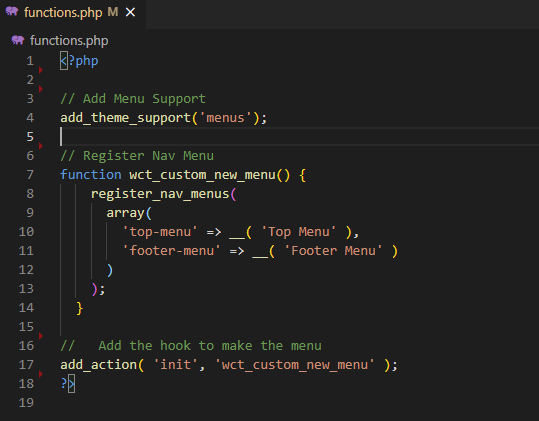 functions.php M ×
functions.php
1 <?php
2
3 // Add Menu Support
4 add_theme_support('menus');
5
6 // Register Nav Menu
7 function wct_custom_new_menu() {
8     register_nav_menus(
9       array(
10         'top-menu' => __( 'Top Menu' ),
11         'footer-menu' => __( 'Footer Menu' )
12       )
13     );
14   }
15
16 //   Add the hook to make the menu
17 add_action( 'init', 'wct_custom_new_menu' );
18 ?>
19